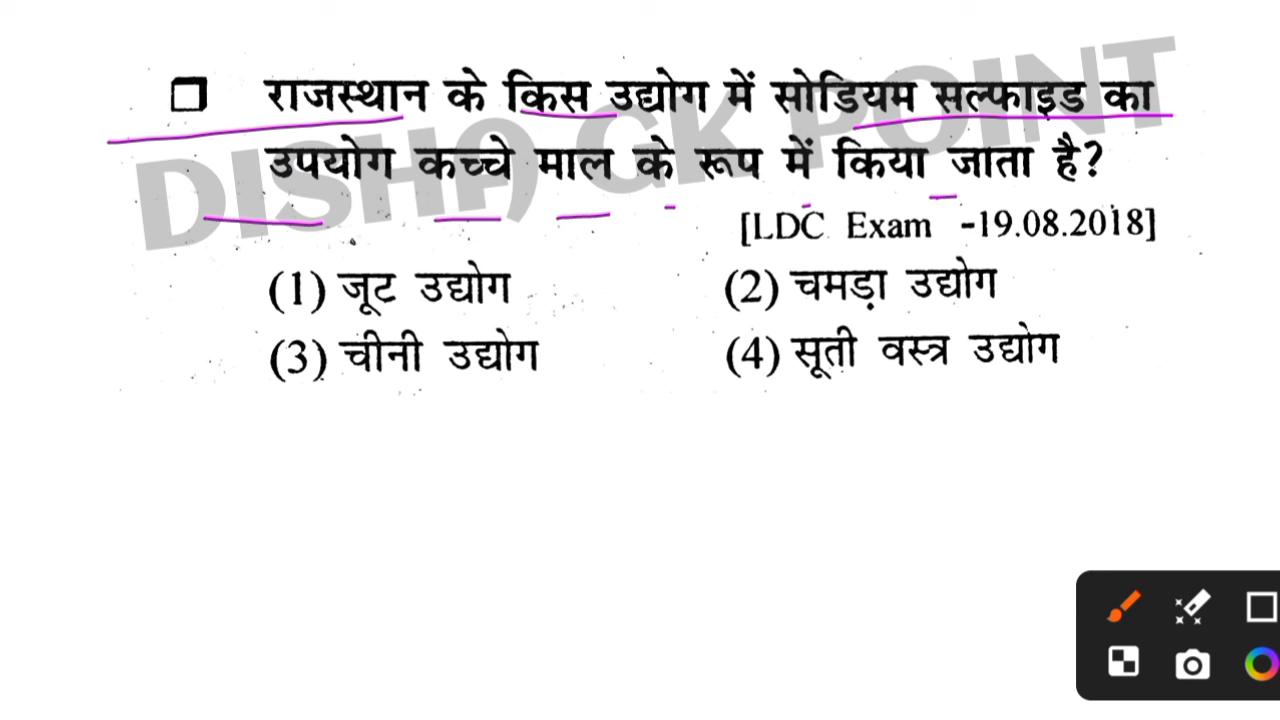 राजस्थान के किस उद्योग में सोडियम सल्फाइड का
उपयोग कच्चे माल के रूप में किया जाता है?
[LDC Exam -19.08.2018]
(1) जूट उद्योग (2) चमड़ा उद्योग
(3) चीनी उद्योग (4) सूती वस्त्र उद्योग
DISHA GK POINT